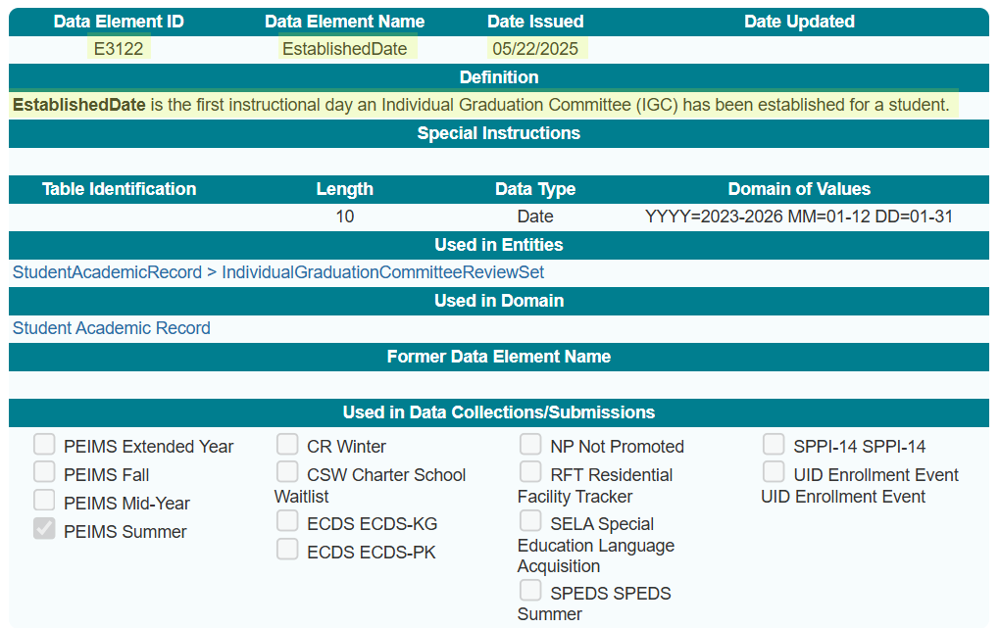 Data Element ID Data Element Name Date Issued Date Updated
E3122 EstablishedDate 05/22/2025
Definition
EstablishedDate is the first instructional day an Individual Graduation Committee (IGC) has been established for a student.
Special Instructions
Table Identification Length Data Type Domain of Values
10 Date YYYY=2023-2026 MM=01-12 DD=01-31
Used in Entities
StudentAcademicRecord > IndividualGraduationCommitteeReviewSet
Used in Domain
Student Academic Record
Former Data Element Name
Used in Data Collections/Submissions
PEIMS Extended Year
PEIMS Fall
PEIMS Mid-Year
PEIMS Summer
CR Winter
CSW Charter School
Waitlist
ECDS ECDS-KG
ECDS ECDS-PK
NP Not Promoted
RFT Residential
Facility Tracker
SELA Special
Education Language
Acquisition
SPEDS SPEDS
Summer
SPPI-14 SPPI-14
UID Enrollment Event
UID Enrollment Event